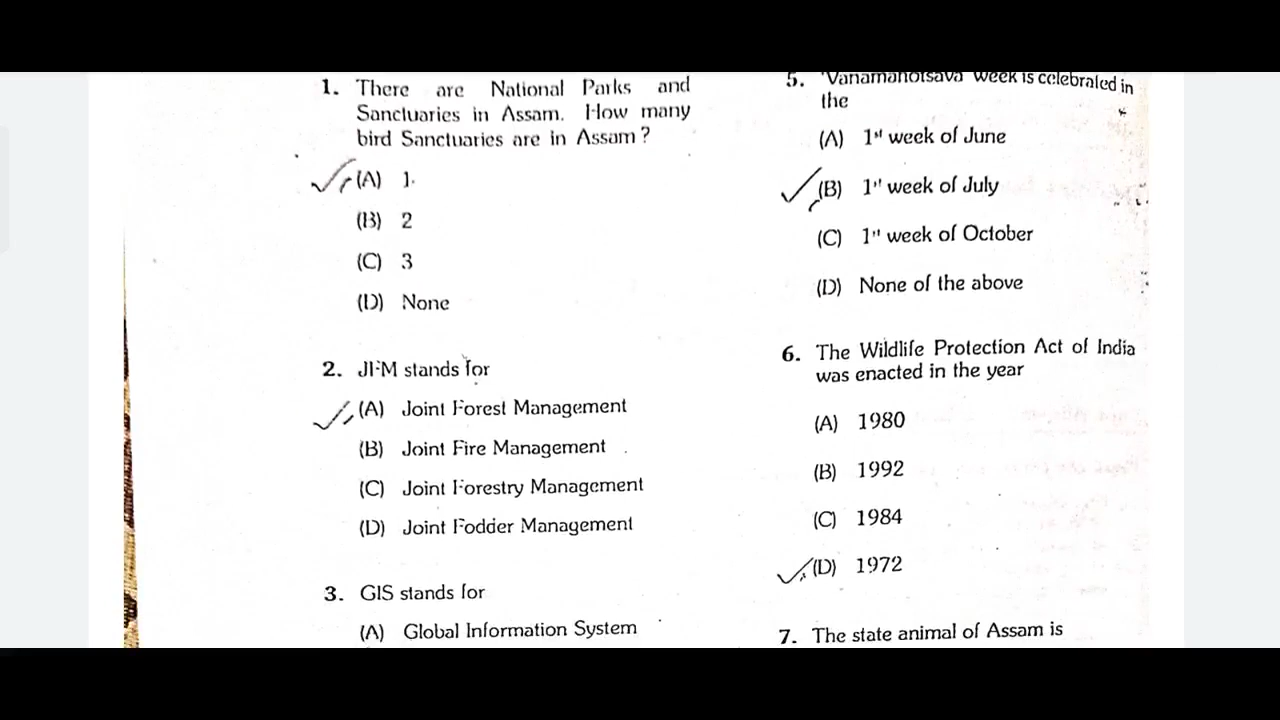 1. There are National Parks and
Sanctuaries in Assam. How many
bird Sanctuaries are in Assam?
(A) 1
(B) 2
(C) 3
(D) None
2. JFM stands for
(A) Joint Forest Management
(B) Joint Fire Management
(C) Joint Forestry Management
(D) Joint Fodder Management
3. GIS stands for
(A) Global Information System
5. 'Vanamahotsava' week is celebrated in
the
(A) 1st week of June
(B) 1st week of July
(C) 1st week of October
(D) None of the above
6. The Wildlife Protection Act of India
was enacted in the year
(A) 1980
(B) 1992
(C) 1984
(D) 1972
7. The state animal of Assam is